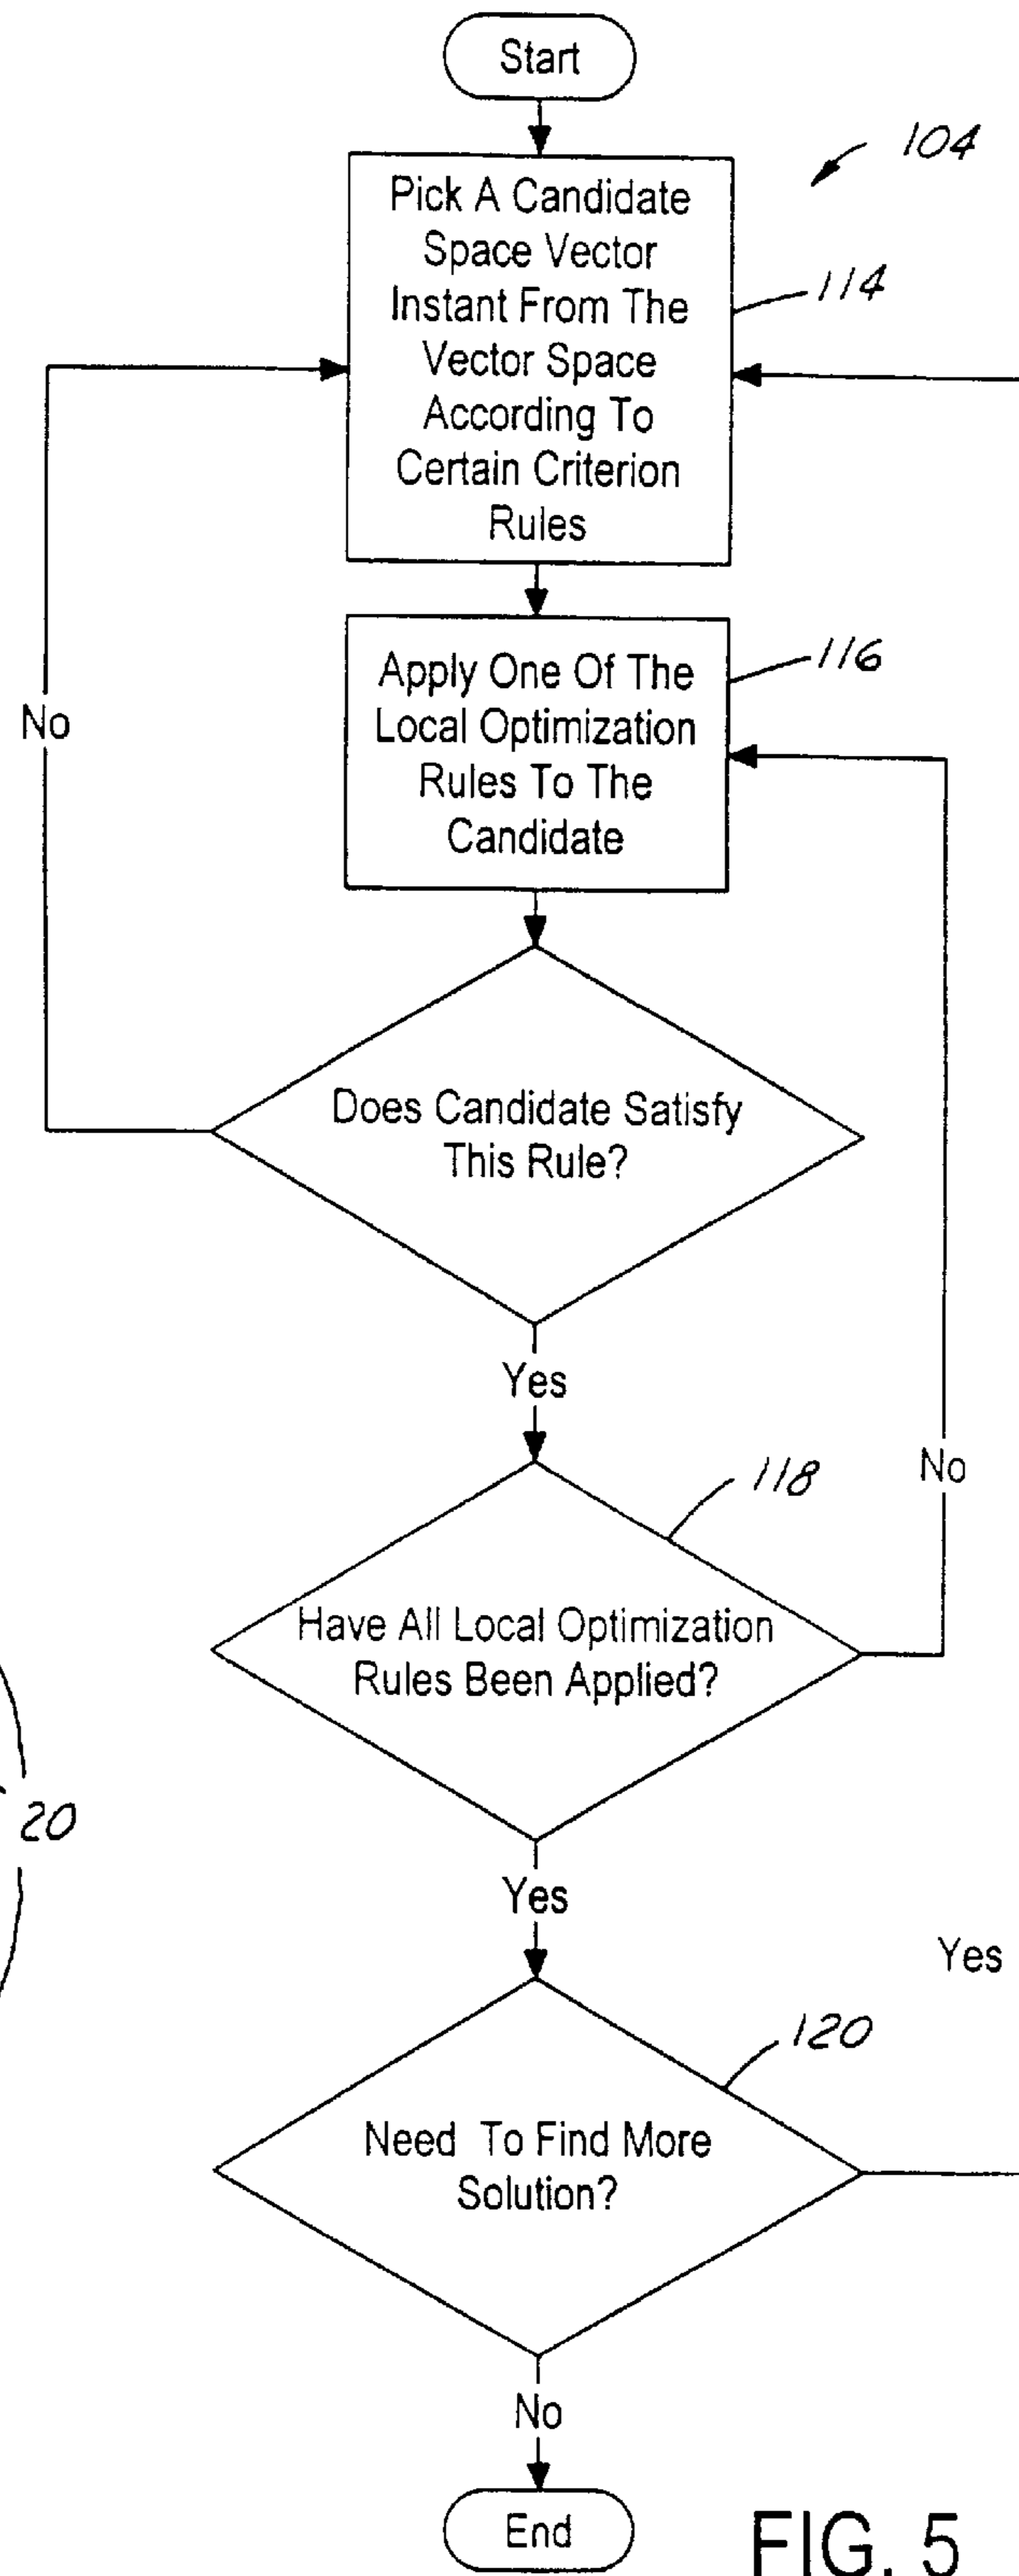 Start
104
Pick A Candidate
Space Vector
Instant From The
Vector Space
According To
Certain Criterion
Rules
114
Apply One Of The
Local Optimization
Rules To The
Candidate
116
No
Does Candidate Satisfy
This Rule?
Yes
No
118
Have All Local Optimization
Rules Been Applied?
20
Yes
Yes
120
Need To Find More
Solution?
No
End
FIG. 5